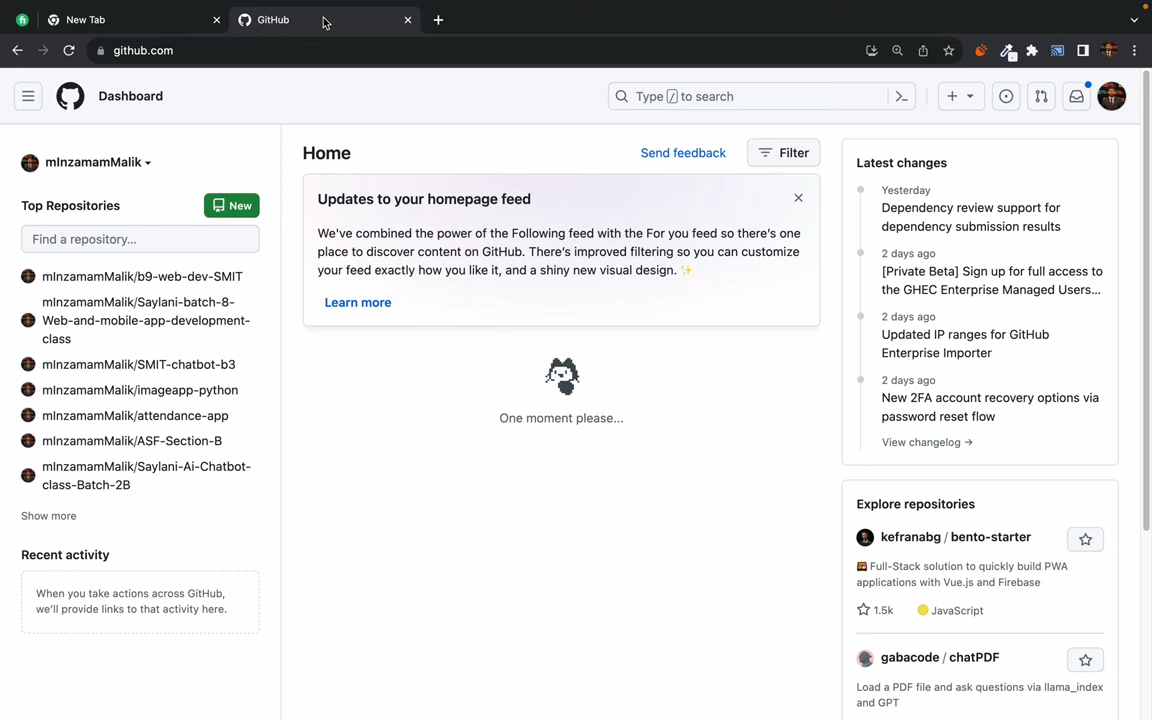 New Tab
GitHub
github.com
Dashboard
Type / to search
mInzamamMalik
Top Repositories
New
Find a repository...
mInzamamMalik/b9-web-dev-SMIT
mInzamamMalik/Saylani-batch-8-
Web-and-mobile-app-development-
class
mInzamamMalik/SMIT-chatbot-b3
mInzamamMalik/imageapp-python
mInzamamMalik/attendance-app
mInzamamMalik/ASF-Section-B
mInzamamMalik/Saylani-Ai-Chatbot-
class-Batch-2B
Show more
Recent activity
When you take actions across GitHub,
we'll provide links to that activity here.
Home
Send feedback
Filter
Updates to your homepage feed
We've combined the power of the Following feed with the For you feed so there's one
place to discover content on GitHub. There's improved filtering so you can customize
your feed exactly how you like it, and a shiny new visual design. ✨
Learn more
One moment please...
Latest changes
Yesterday
Dependency review support for
dependency submission results
2 days ago
[Private Beta] Sign up for full access to
the GHEC Enterprise Managed Users...
2 days ago
Updated IP ranges for GitHub
Enterprise Importer
2 days ago
New 2FA account recovery options via
password reset flow
View changelog →
Explore repositories
kefranabg / bento-starter
🍱 Full-Stack solution to quickly build PWA
applications with Vue.js and Firebase
1.5k
JavaScript
gabacode / chatPDF
Load a PDF file and ask questions via llama_index
and GPT